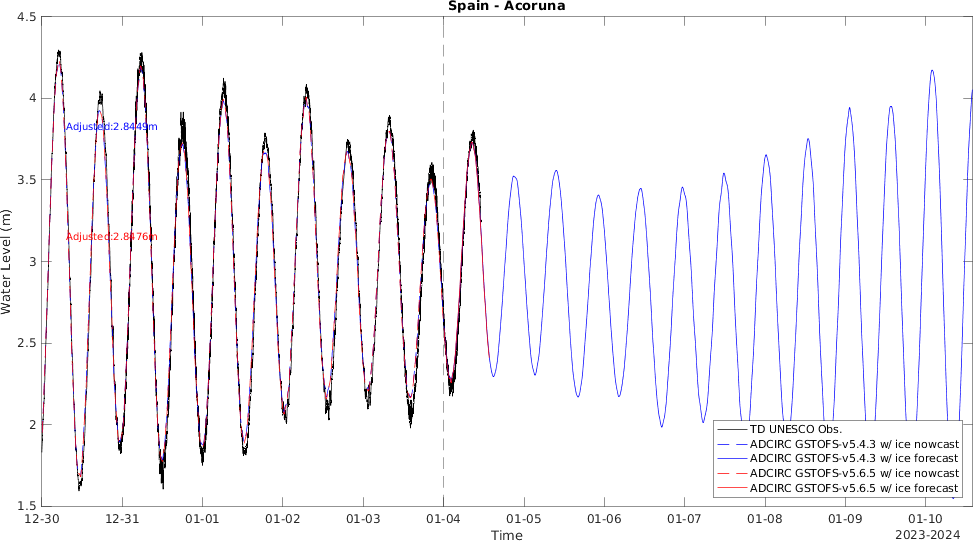 Spain - Acoruna
4.5
4
3.5
3
2.5
2
1.5
Water Level (m)
Adjusted:2.8449m
Adjusted:2.8476m
TD UNESCO Obs.
ADCIRC GSTOFS-v5.4.3 w/ ice nowcast
ADCIRC GSTOFS-v5.4.3 w/ ice forecast
ADCIRC GSTOFS-v5.6.5 w/ ice nowcast
ADCIRC GSTOFS-v5.6.5 w/ ice forecast
12-30 12-31 01-01 01-02 01-03 01-04 01-05 01-06 01-07 01-08 01-09 01-10
Time
2023-2024